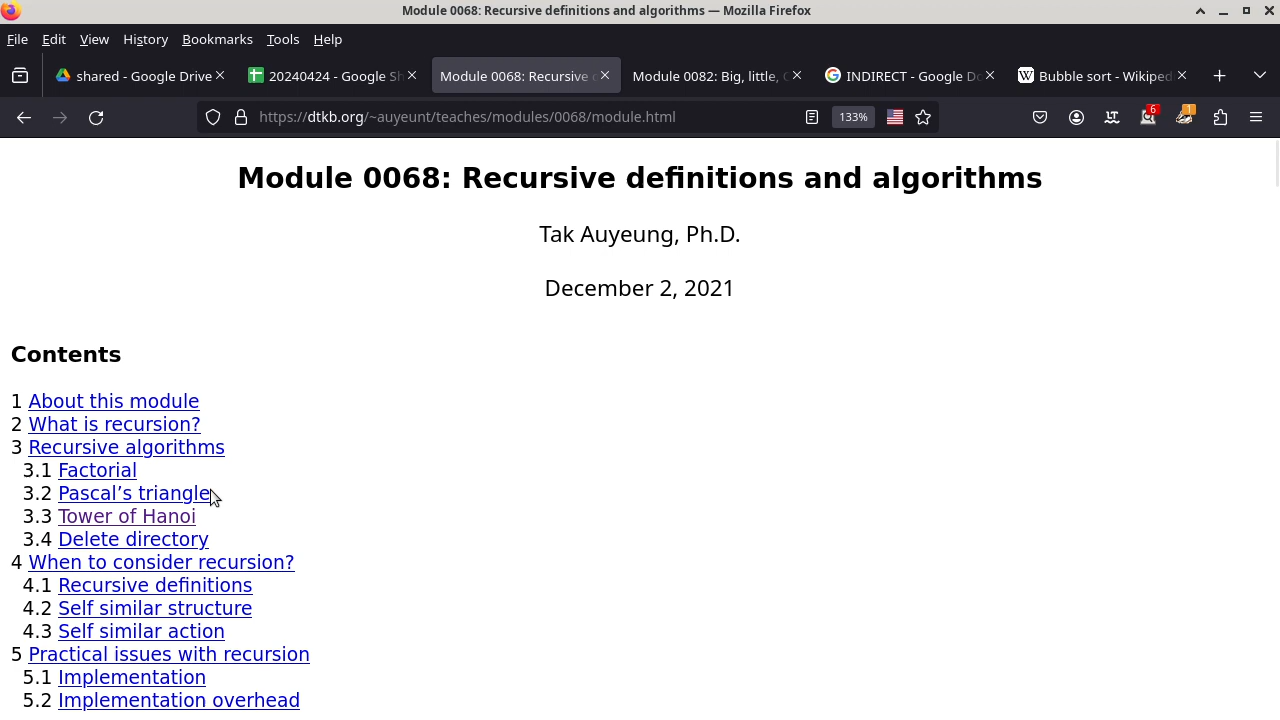 Module 0068: Recursive definitions and algorithms — Mozilla Firefox
File Edit View History Bookmarks Tools Help
shared - Google Drive 20240424 - Google Sh Module 0068: Recursive Module 0082: Big, little, INDIRECT - Google Do Bubble sort - Wikiped
https://dtkb.org/~auyeunt/teaches/modules/0068/module.html 133% 6 1
Module 0068: Recursive definitions and algorithms
Tak Auyeung, Ph.D.
December 2, 2021
Contents
1 About this module
2 What is recursion?
3 Recursive algorithms
3.1 Factorial
3.2 Pascal’s triangle
3.3 Tower of Hanoi
3.4 Delete directory
4 When to consider recursion?
4.1 Recursive definitions
4.2 Self similar structure
4.3 Self similar action
5 Practical issues with recursion
5.1 Implementation
5.2 Implementation overhead